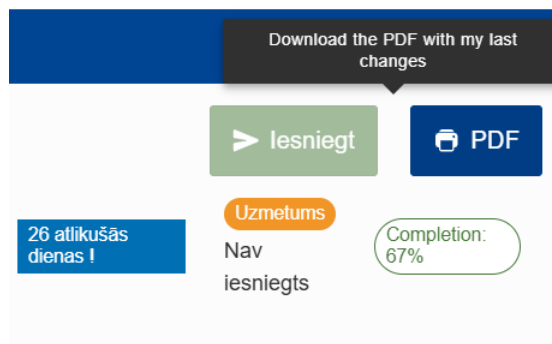 Download the PDF with my last
changes
Iesniegt
PDF
26 atlikušās
dienas !
Uzmetums
Nav
iesniegts
Completion:
67%